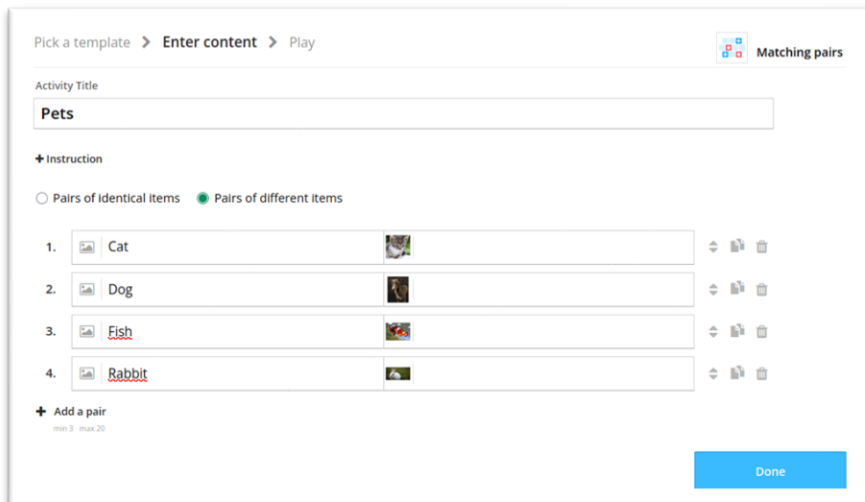 Pick a template > Enter content > Play
Matching pairs
Activity Title
Pets
+ Instruction
Pairs of identical items Pairs of different items
1. Cat
2. Dog
3. Fish
4. Rabbit
+ Add a pair
min 3 max 20
Done